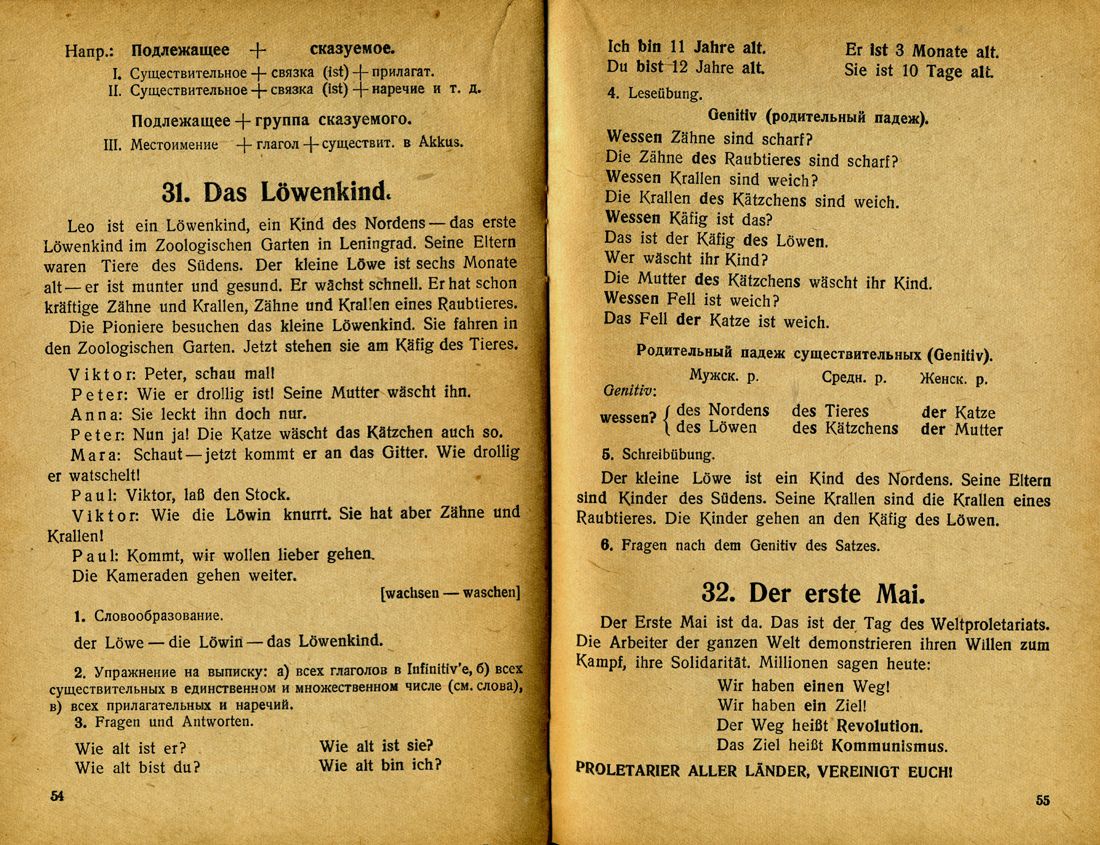 Напр.: Подлежащее + сказуемое.
I. Существительное + связка (ist) + прилагат.
II. Существительное + связка (ist) + наречие и т. д.
Подлежащее + группа сказуемого.
III. Местоимение + глагол + существит. в Akkus.
31. Das Löwenkind.
Leo ist ein Löwenkind, ein Kind des Nordens — das erste
Löwenkind im Zoologischen Garten in Leningrad. Seine Eltern
waren Tiere des Südens. Der kleine Löwe ist sechs Monate
alt — er ist munter und gesund. Er wächst schnell. Er hat schon
kräftige Zähne und Krallen, Zähne und Krallen eines Raubtieres.
Die Pioniere besuchen das kleine Löwenkind. Sie fahren in
den Zoologischen Garten. Jetzt stehen sie am Käfig des Tieres.
Viktor: Peter, schau mal!
Peter: Wie er drollig ist! Seine Mutter wäscht ihn.
Anna: Sie leckt ihn doch nur.
Peter: Nun ja! Die Katze wäscht das Kätzchen auch so.
Mara: Schaut — jetzt kommt er an das Gitter. Wie drollig
er watschelt!
Paul: Viktor, laß den Stock.
Viktor: Wie die Löwin knurrt. Sie hat aber Zähne und
Krallen!
Paul: Kommt, wir wollen lieber gehen.
Die Kameraden gehen weiter.
[wachsen — waschen]
1. Словообразование.
der Löwe — die Löwin — das Löwenkind.
2. Упражнение на выписку: а) всех глаголов в Infinitiv'e, б) всех
существительных в единственном и множественном числе (см. слова),
в) всех прилагательных и наречий.
3. Fragen und Antworten.
Wie alt ist er? Wie alt ist sie?
Wie alt bist du? Wie alt bin ich?
54
Ich bin 11 Jahre alt. Er ist 3 Monate alt.
Du bist 12 Jahre alt. Sie ist 10 Tage alt.
4. Leseübung.
Genitiv (родительный падеж).
Wessen Zähne sind scharf?
Die Zähne des Raubtieres sind scharf?
Wessen Krallen sind weich?
Die Krallen des Kätzchens sind weich.
Wessen Käfig ist das?
Das ist der Käfig des Löwen.
Wer wäscht ihr Kind?
Die Mutter des Kätzchens wäscht ihr Kind.
Wessen Fell ist weich?
Das Fell der Katze ist weich.
Родительный падеж существительных (Genitiv).
Мужск. р. Средн. р. Женск. р.
Genitiv:
wessen? { des Nordens des Tieres der Katze
des Löwen des Kätzchens der Mutter
5. Schreibübung.
Der kleine Löwe ist ein Kind des Nordens. Seine Eltern
sind Kinder des Südens. Seine Krallen sind die Krallen eines
Raubtieres. Die Kinder gehen an den Käfig des Löwen.
6. Fragen nach dem Genitiv des Satzes.
32. Der erste Mai.
Der Erste Mai ist da. Das ist der Tag des Weltproletariats.
Die Arbeiter der ganzen Welt demonstrieren ihren Willen zum
Kampf, ihre Solidarität. Millionen sagen heute:
Wir haben einen Weg!
Wir haben ein Ziel!
Der Weg heißt Revolution.
Das Ziel heißt Kommunismus.
PROLETARIER ALLER LÄNDER, VEREINIGT EUCH!
55